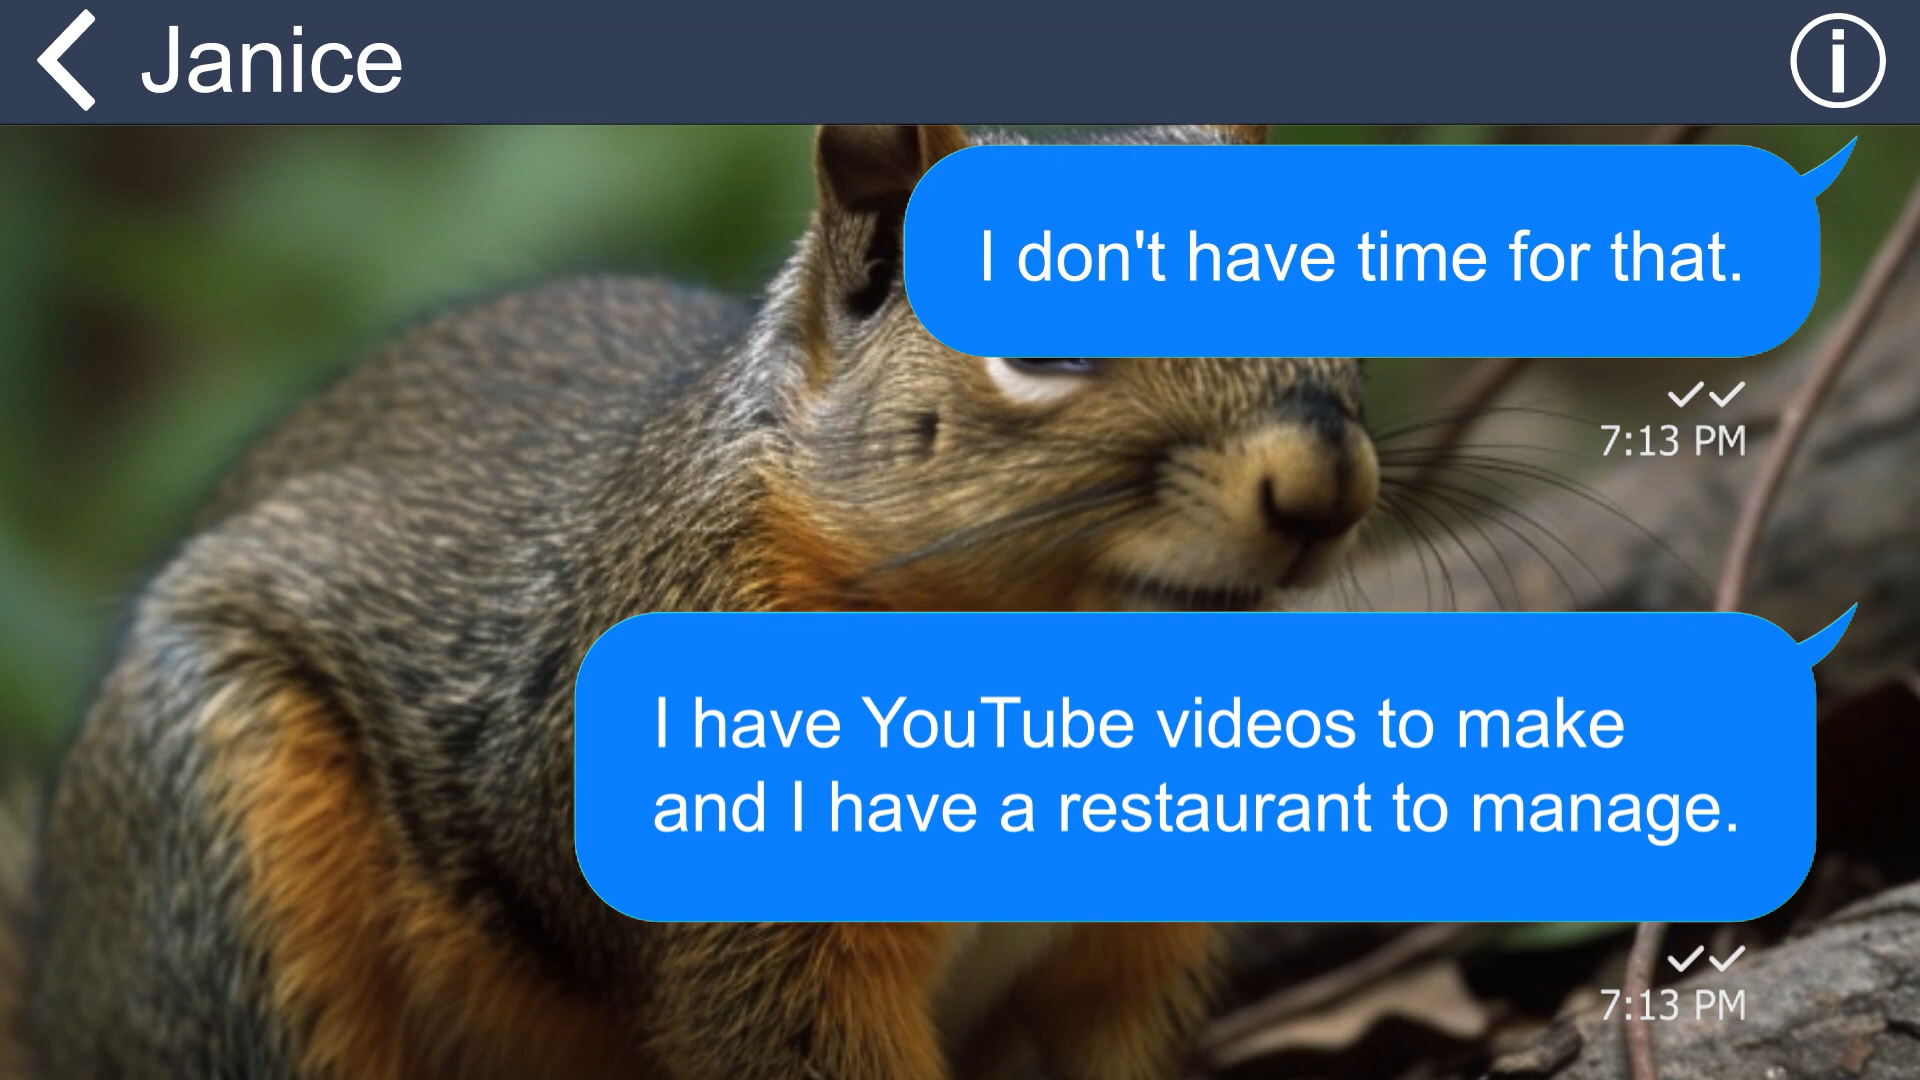 Janice
I don't have time for that.
7:13 PM
I have YouTube videos to make
and I have a restaurant to manage.
7:13 PM